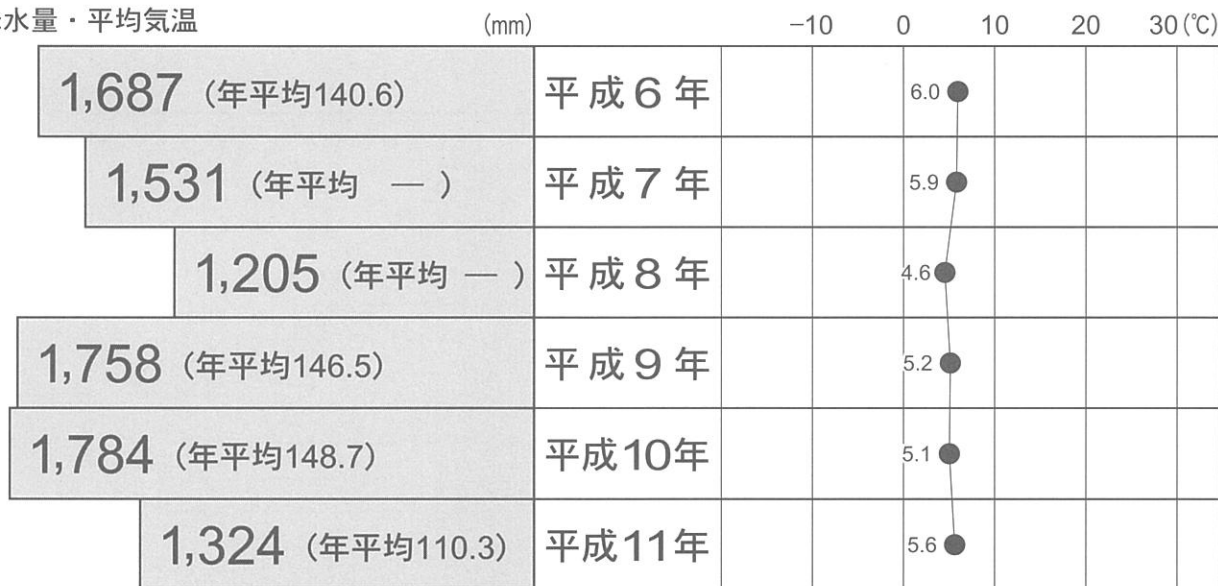 水量・平均気温 (mm) −10 0 10 20 30 (℃)
1,687 (年平均140.6) 平成6年 6.0
1,531 (年平均 ― ) 平成7年 5.9
1,205 (年平均 ― ) 平成8年 4.6
1,758 (年平均146.5) 平成9年 5.2
1,784 (年平均148.7) 平成10年 5.1
1,324 (年平均110.3) 平成11年 5.6